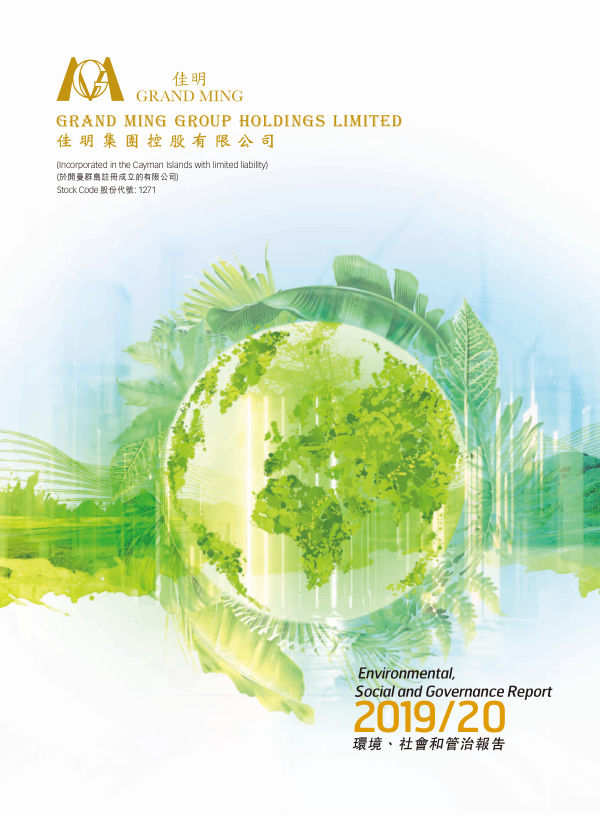 佳明
GRAND MING
GRAND MING GROUP HOLDINGS LIMITED
佳明集團控股有限公司
(Incorporated in the Cayman Islands with limited liability)
(於開曼群島註冊成立的有限公司)
Stock Code 股份代號: 1271
Environmental,
Social and Governance Report
2019/20
環境、社會和管治報告